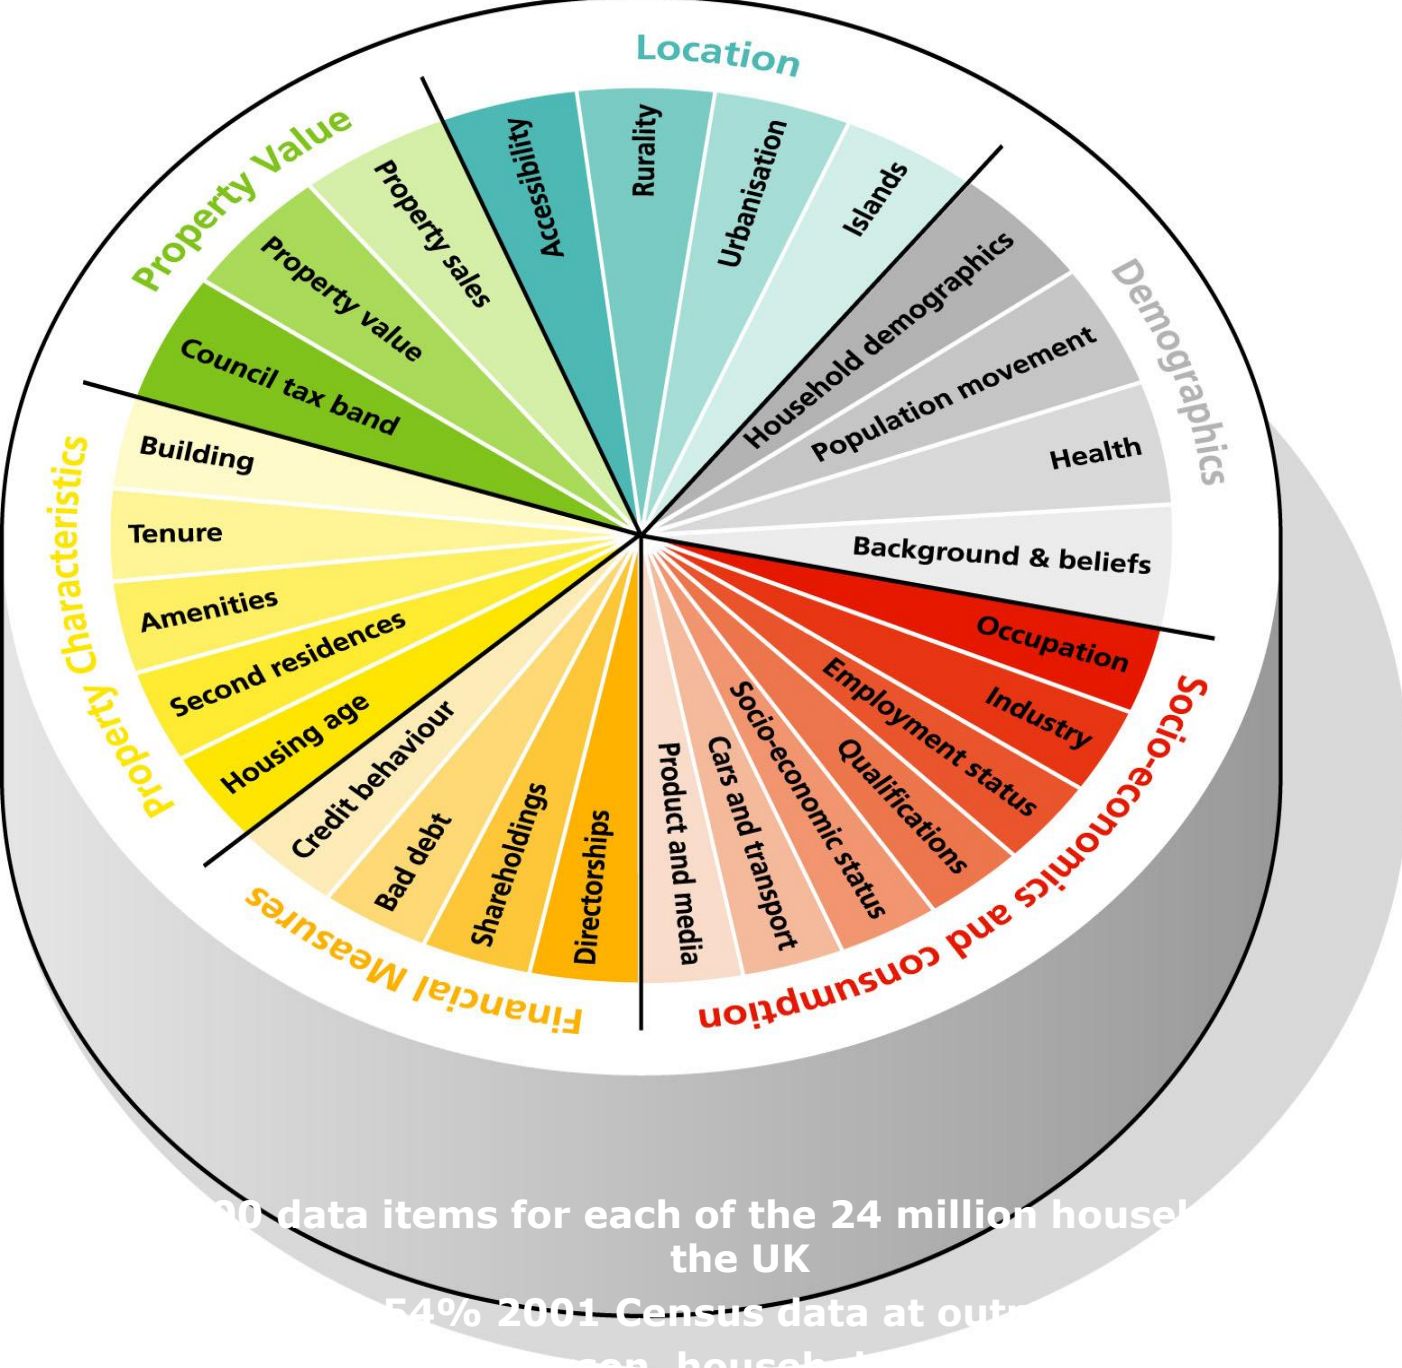 Location
Accessibility
Rurality
Urbanisation
Islands
Demographics
Household demographics
Population movement
Health
Background & beliefs
Socio-economics and consumption
Occupation
Industry
Employment status
Qualifications
Socio-economic status
Cars and transport
Product and media
Financial Measures
Directorships
Shareholdings
Bad debt
Credit behaviour
Property Characteristics
Housing age
Second residences
Amenities
Tenure
Building
Property Value
Council tax band
Property value
Property sales
data items for each of the 24 million
the UK
54% 2001 Census data at